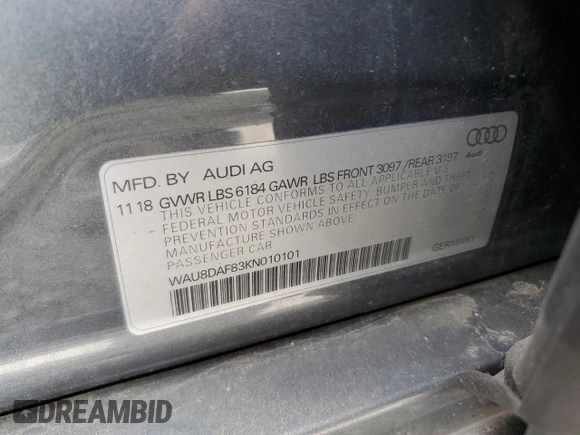 MFD. BY AUDI AG
11 18 GVWR LBS 6184 GAWR LBS FRONT 3097 /REAR 3197
THIS VEHICLE CONFORMS TO ALL APPLICABLE U.S.
FEDERAL MOTOR VEHICLE SAFETY, BUMPER AND THEFT
PREVENTION STANDARDS IN EFFECT ON THE DATE OF
MANUFACTURE SHOWN ABOVE
PASSENGER CAR
WAU8DAF83KN010101
Audi
GERMANY
DREAMBID